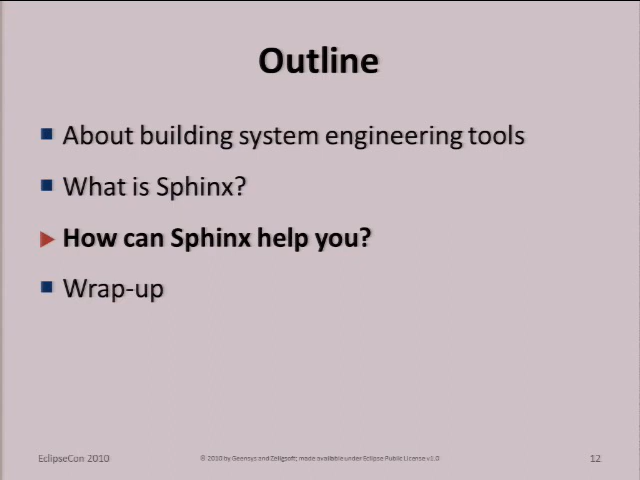 Outline
About building system engineering tools
What is Sphinx?
How can Sphinx help you?
Wrap-up
EclipseCon 2010
© 2010 by Geensys and Zeligsoft; made available under Eclipse Public License v1.0
12